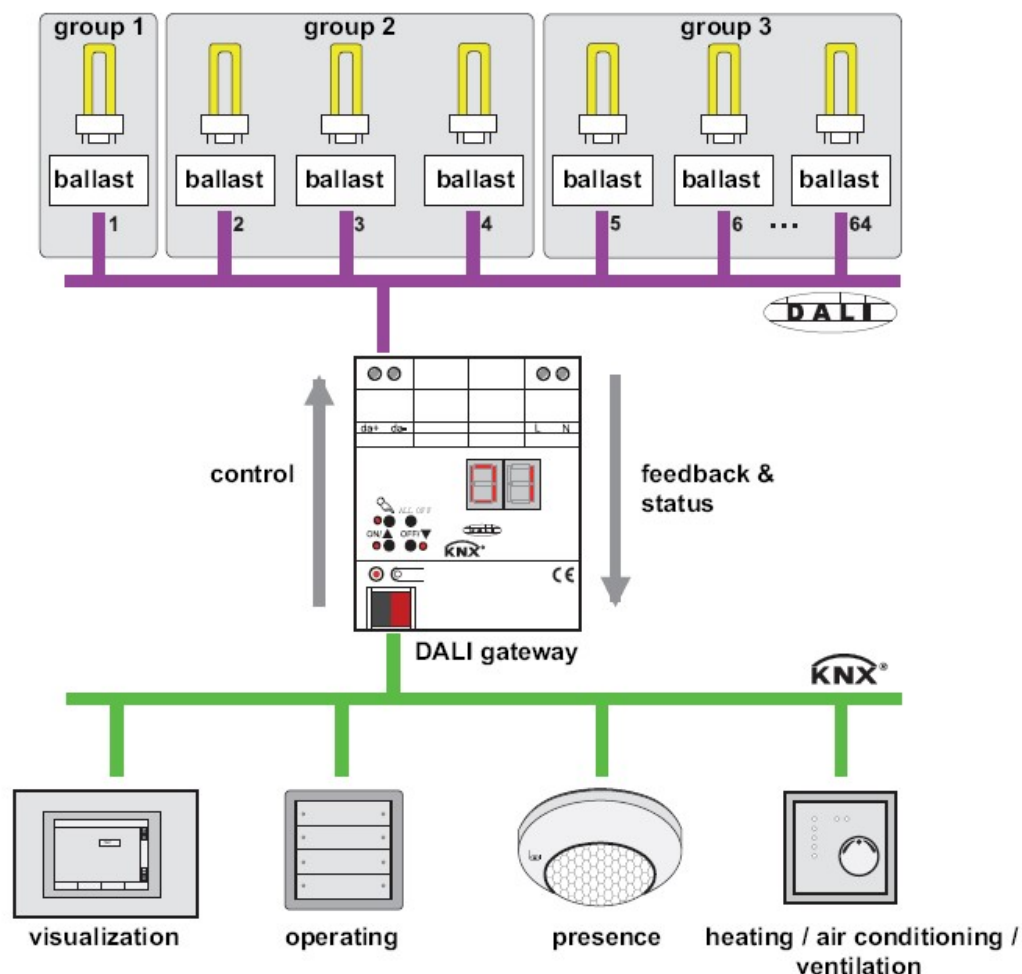 group 1
group 2
group 3
ballast
ballast
ballast
ballast
ballast
ballast
ballast
1
2
3
4
5
6
...
64
DALI
da+
da-
L
N
control
feedback &
status
ALL OFF
ON/▲
OFF/▼
KNX®
CE
DALI gateway
KNX®
visualization
operating
presence
heating / air conditioning /
ventilation